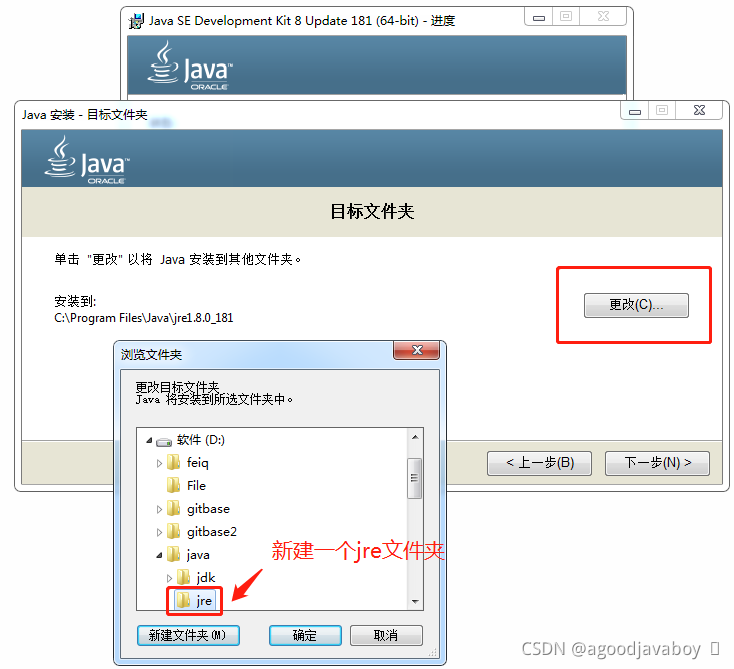 Java SE Development Kit 8 Update 181 (64-bit) - 进度
Java
ORACLE
Java 安装 - 目标文件夹
Java
ORACLE
目标文件夹
单击 "更改" 以将 Java 安装到其他文件夹。
安装到:
C:\Program Files\Java\jre1.8.0_181
更改(C)...
浏览文件夹
更改目标文件夹
Java 将安装到所选文件夹中。
软件 (D:)
feiq
File
gitbase
gitbase2
java
jdk
jre
新建一个jre文件夹
新建文件夹(M)
确定
取消
< 上一步(B)
下一步(N) >
CSDN @agoodjavaboy